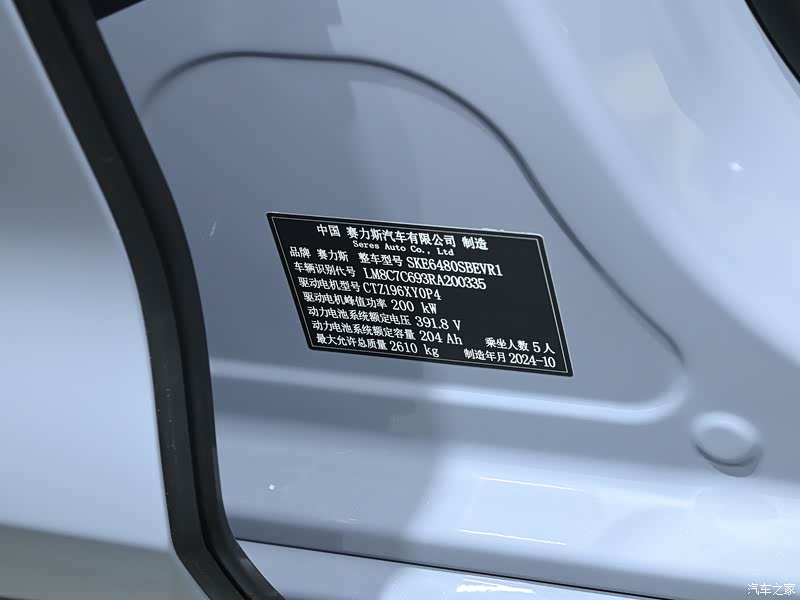 中国 赛力斯汽车有限公司 制造
Seres Auto Co., Ltd
品牌 赛力斯 整车型号 SKE6480SBEVR1
车辆识别代号 LM8C7C693RA200335
驱动电机型号 CTZ196XY0P4
驱动电机峰值功率 200 kW
动力电池系统额定电压 391.8 V
动力电池系统额定容量 204 Ah 乘坐人数 5 人
最大允许总质量 2610 kg 制造年月 2024-10
汽车之家